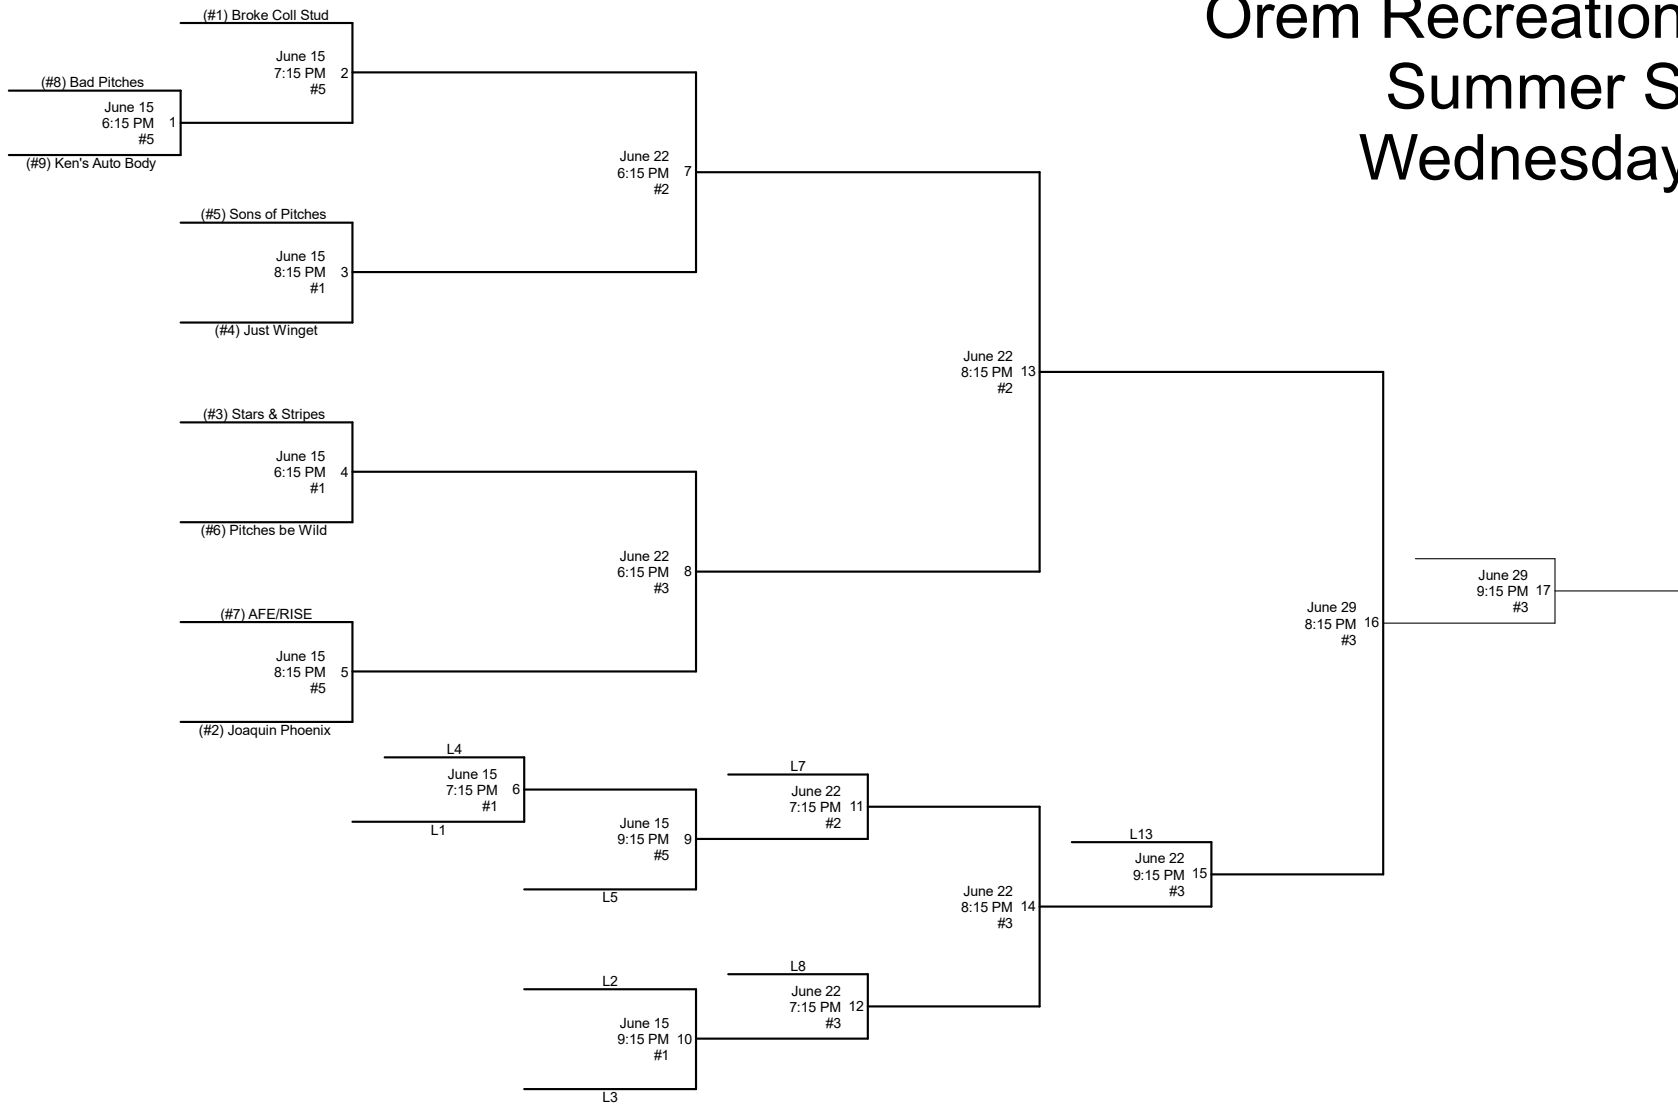 Orem Recreation
Summer S
Wednesday
(#1) Broke Coll Stud
June 15
7:15 PM 2
#5
(#8) Bad Pitches
June 15
6:15 PM 1
#5
(#9) Ken's Auto Body
June 22
6:15 PM 7
#2
(#5) Sons of Pitches
June 15
8:15 PM 3
#1
(#4) Just Winget
June 22
8:15 PM 13
#2
(#3) Stars & Stripes
June 15
6:15 PM 4
#1
(#6) Pitches be Wild
June 22
6:15 PM 8
#3
(#7) AFE/RISE
June 15
8:15 PM 5
#5
(#2) Joaquin Phoenix
June 29
8:15 PM 16
#3
June 29
9:15 PM 17
#3
L4
June 15
7:15 PM 6
#1
L1
June 15
9:15 PM 9
#5
L5
L7
June 22
7:15 PM 11
#2
June 22
8:15 PM 14
#3
L13
June 22
9:15 PM 15
#3
L8
June 22
7:15 PM 12
#3
L2
June 15
9:15 PM 10
#1
L3